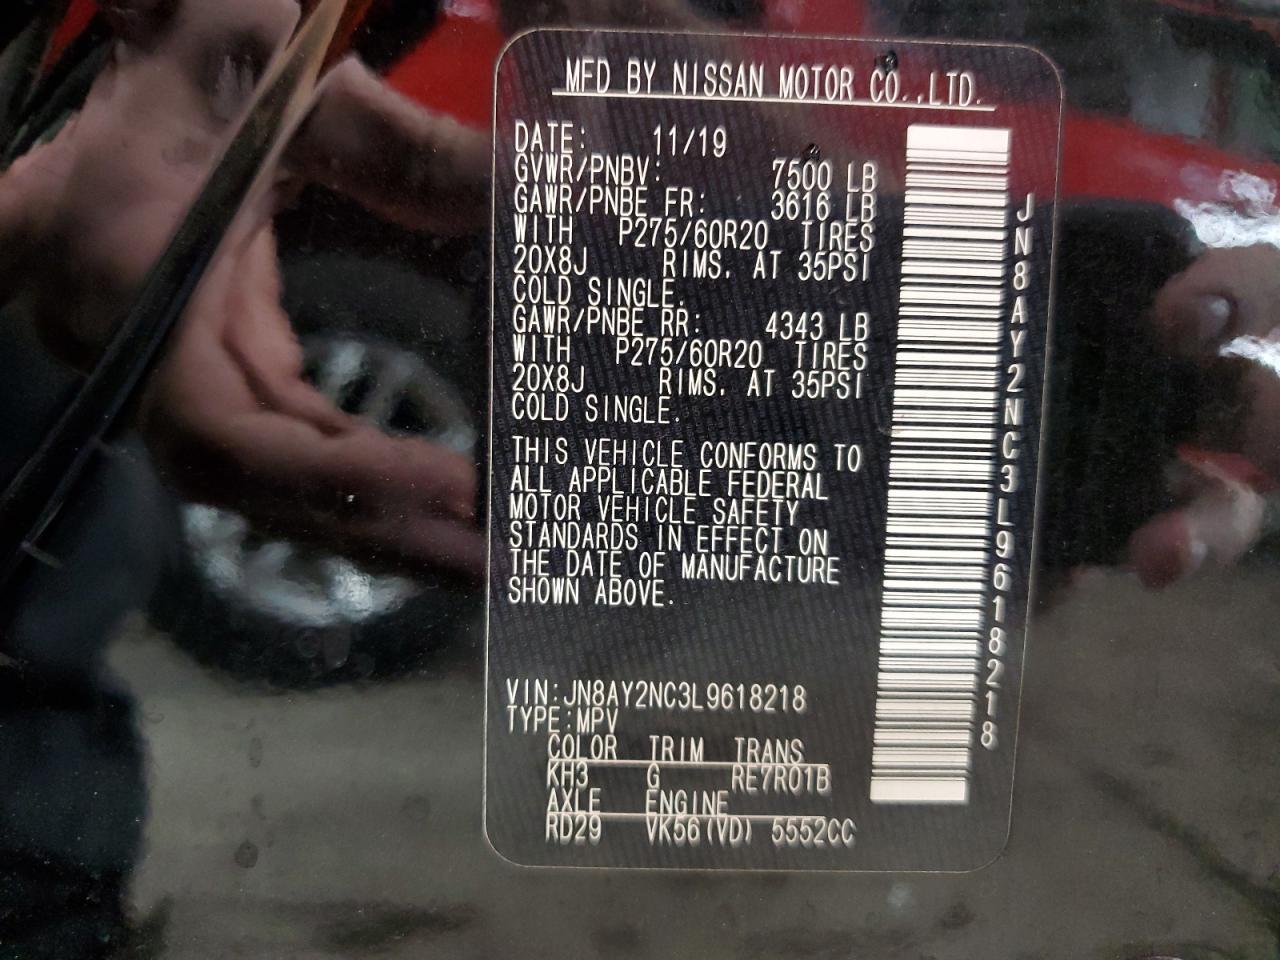 MFD BY NISSAN MOTOR CO.,LTD.
DATE: 11/19
GVWR/PNBV: 7500 LB
GAWR/PNBE FR: 3616 LB
WITH P275/60R20 TIRES
20X8J RIMS. AT 35PSI
COLD SINGLE.
GAWR/PNBE RR: 4343 LB
WITH P275/60R20 TIRES
20X8J RIMS. AT 35PSI
COLD SINGLE.
THIS VEHICLE CONFORMS TO
ALL APPLICABLE FEDERAL
MOTOR VEHICLE SAFETY
STANDARDS IN EFFECT ON
THE DATE OF MANUFACTURE
SHOWN ABOVE.
VIN:JN8AY2NC3L9618218
TYPE:MPV
COLOR TRIM TRANS
KH3 G RE7R01B
AXLE ENGINE
RD29 VK56(VD) 5552CC
JN8AY2NC3L9618218